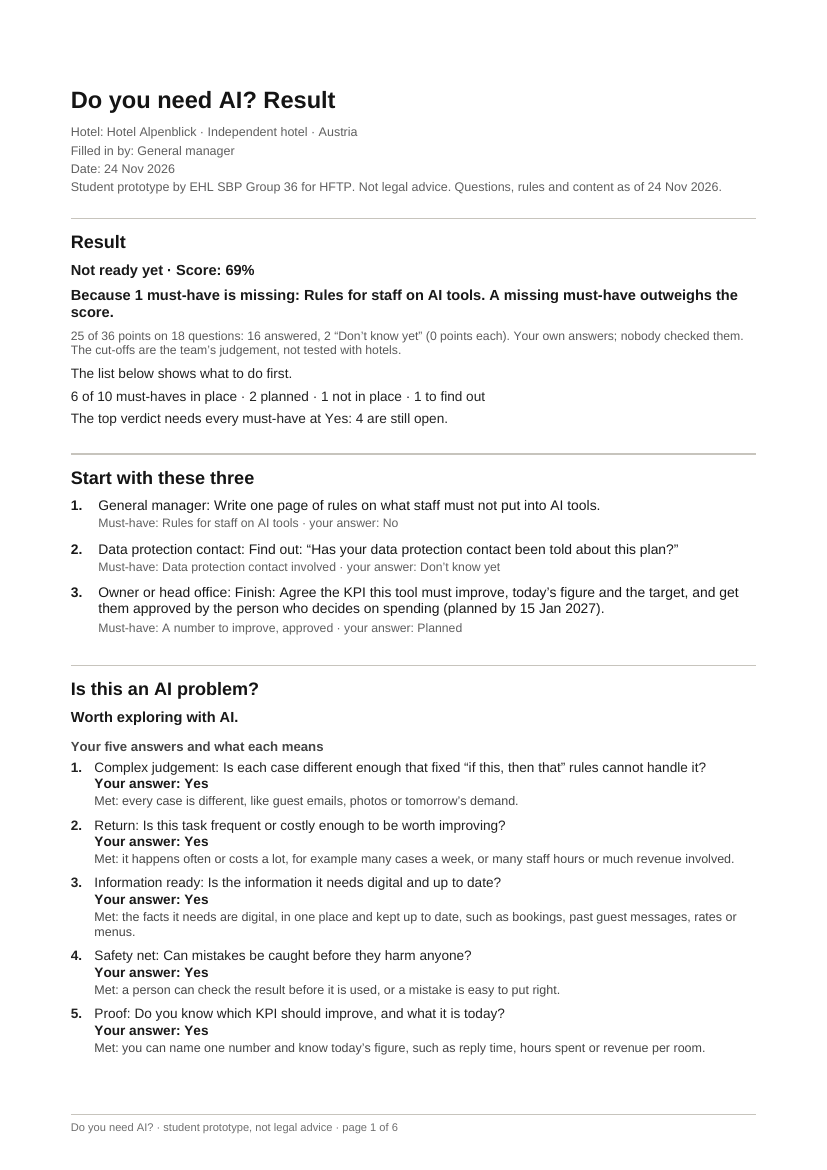 Do you need AI? Result
Hotel: Hotel Alpenblick · Independent hotel · Austria
Filled in by: General manager
Date: 24 Nov 2026
Student prototype by EHL SBP Group 36 for HFTP. Not legal advice. Questions, rules and content as of 24 Nov 2026.
Result
Not ready yet · Score: 69%
Because 1 must-have is missing: Rules for staff on AI tools. A missing must-have outweighs the
score.
25 of 36 points on 18 questions: 16 answered, 2 “Don’t know yet” (0 points each). Your own answers; nobody checked them.
The cut-offs are the team’s judgement, not tested with hotels.
The list below shows what to do first.
6 of 10 must-haves in place · 2 planned · 1 not in place · 1 to find out
The top verdict needs every must-have at Yes: 4 are still open.
Start with these three
1. General manager: Write one page of rules on what staff must not put into AI tools.
Must-have: Rules for staff on AI tools · your answer: No
2. Data protection contact: Find out: “Has your data protection contact been told about this plan?”
Must-have: Data protection contact involved · your answer: Don’t know yet
3. Owner or head office: Finish: Agree the KPI this tool must improve, today’s figure and the target, and get
them approved by the person who decides on spending (planned by 15 Jan 2027).
Must-have: A number to improve, approved · your answer: Planned
Is this an AI problem?
Worth exploring with AI.
Your five answers and what each means
1. Complex judgement: Is each case different enough that fixed “if this, then that” rules cannot handle it?
Your answer: Yes
Met: every case is different, like guest emails, photos or tomorrow’s demand.
2. Return: Is this task frequent or costly enough to be worth improving?
Your answer: Yes
Met: it happens often or costs a lot, for example many cases a week, or many staff hours or much revenue involved.
3. Information ready: Is the information it needs digital and up to date?
Your answer: Yes
Met: the facts it needs are digital, in one place and kept up to date, such as bookings, past guest messages, rates or
menus.
4. Safety net: Can mistakes be caught before they harm anyone?
Your answer: Yes
Met: a person can check the result before it is used, or a mistake is easy to put right.
5. Proof: Do you know which KPI should improve, and what it is today?
Your answer: Yes
Met: you can name one number and know today’s figure, such as reply time, hours spent or revenue per room.
Do you need AI? · student prototype, not legal advice · page 1 of 6